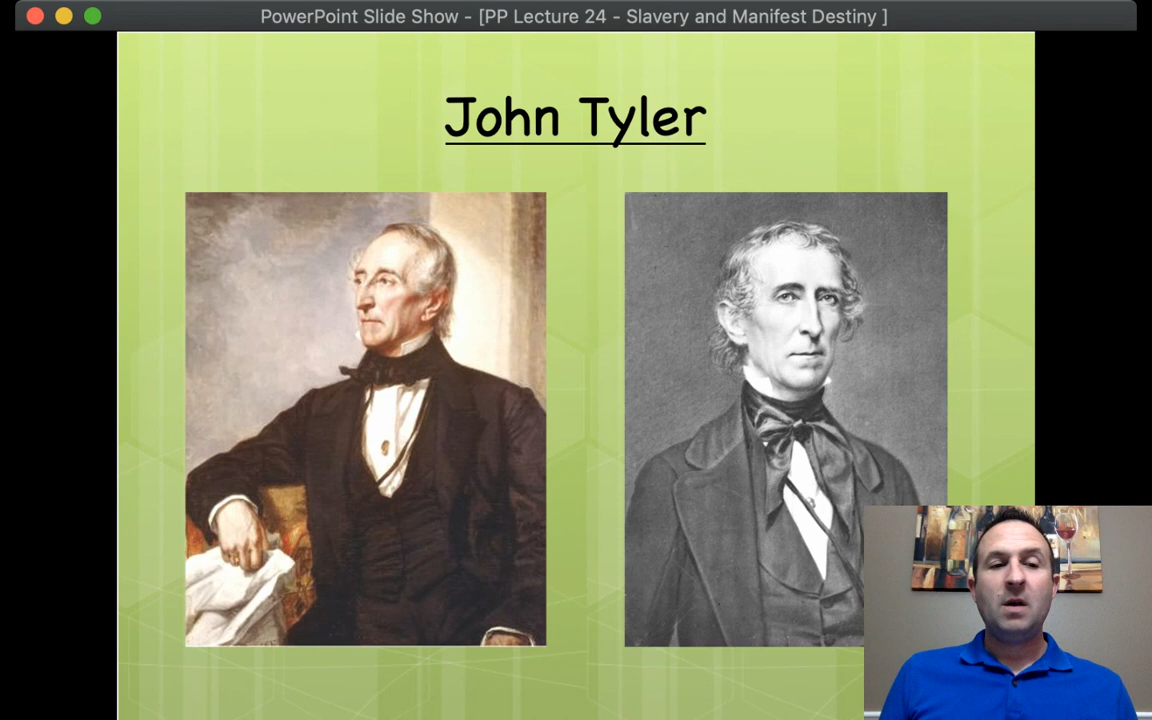 PowerPoint Slide Show - [PP Lecture 24 - Slavery and Manifest Destiny ]
John Tyler